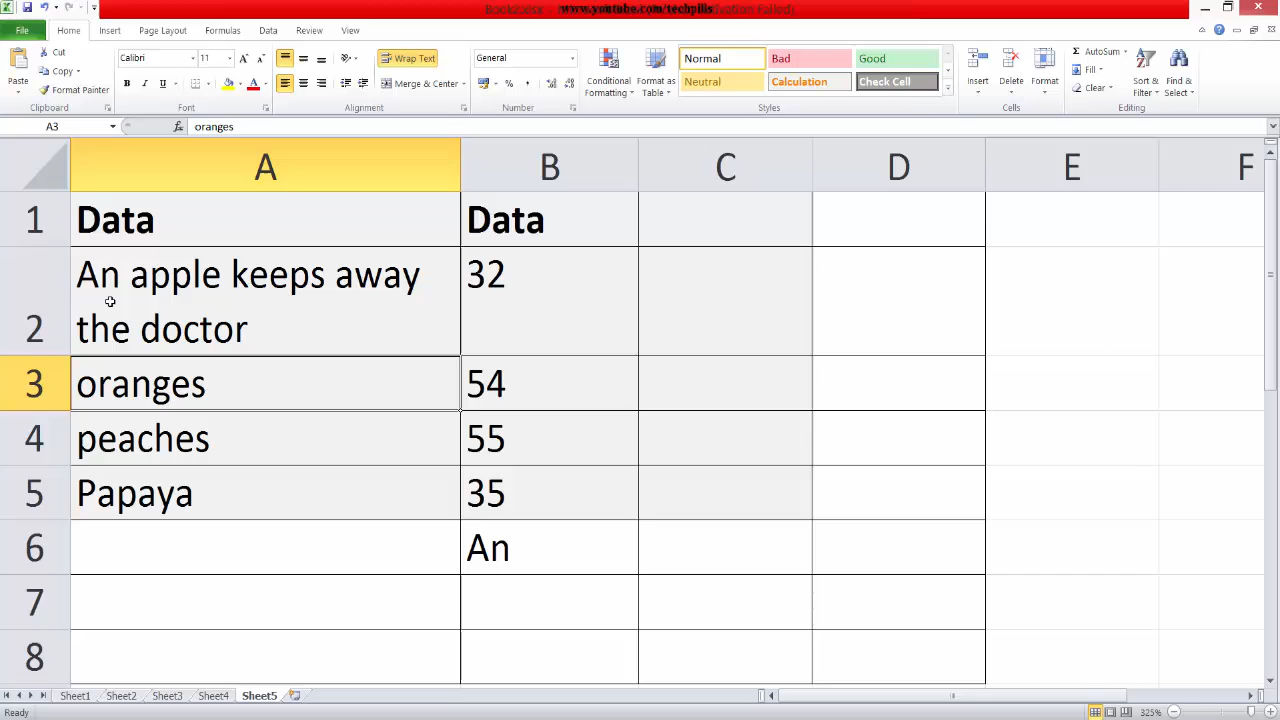 Book2.xlsx
www.youtube.com/techpills
vation Failed)
File Home Insert Page Layout Formulas Data Review View
Paste
Cut
Copy
Format Painter
Clipboard
Calibri 11
B I U
Font
Wrap Text
Merge & Center
Alignment
General
Number
Conditional
Formatting
Format as
Table
Normal Bad Good
Neutral Calculation Check Cell
Styles
Insert Delete Format
Cells
AutoSum
Fill
Clear
Sort &
Filter
Find &
Select
Editing
A3 fx oranges
A B C D E F
1 Data Data
2 An apple keeps away 32
the doctor
3 oranges 54
4 peaches 55
5 Papaya 35
6 An
7
8
Sheet1 Sheet2 Sheet3 Sheet4 Sheet5
Ready 325%